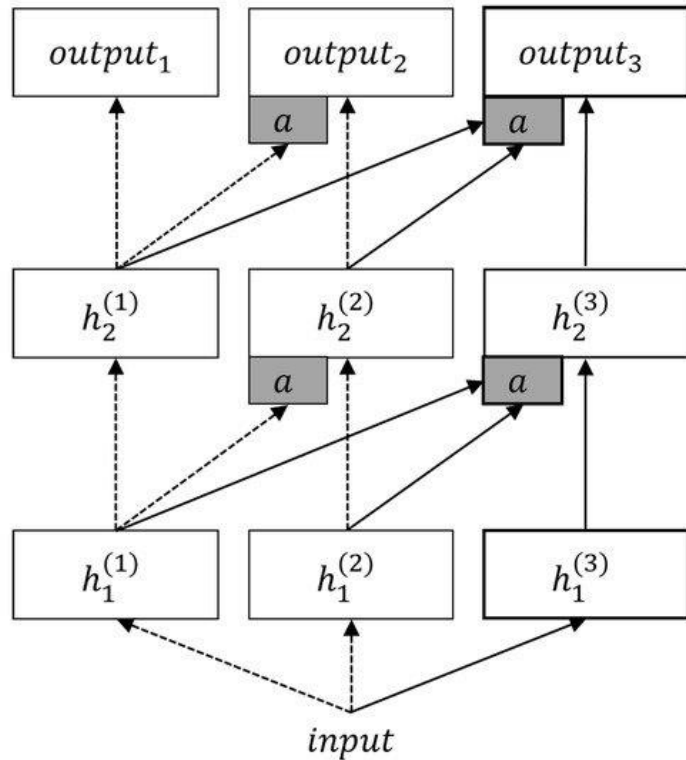 output₁ output₂ output₃
a a
h₂⁽¹⁾ h₂⁽²⁾ h₂⁽³⁾
a a
h₁⁽¹⁾ h₁⁽²⁾ h₁⁽³⁾
input